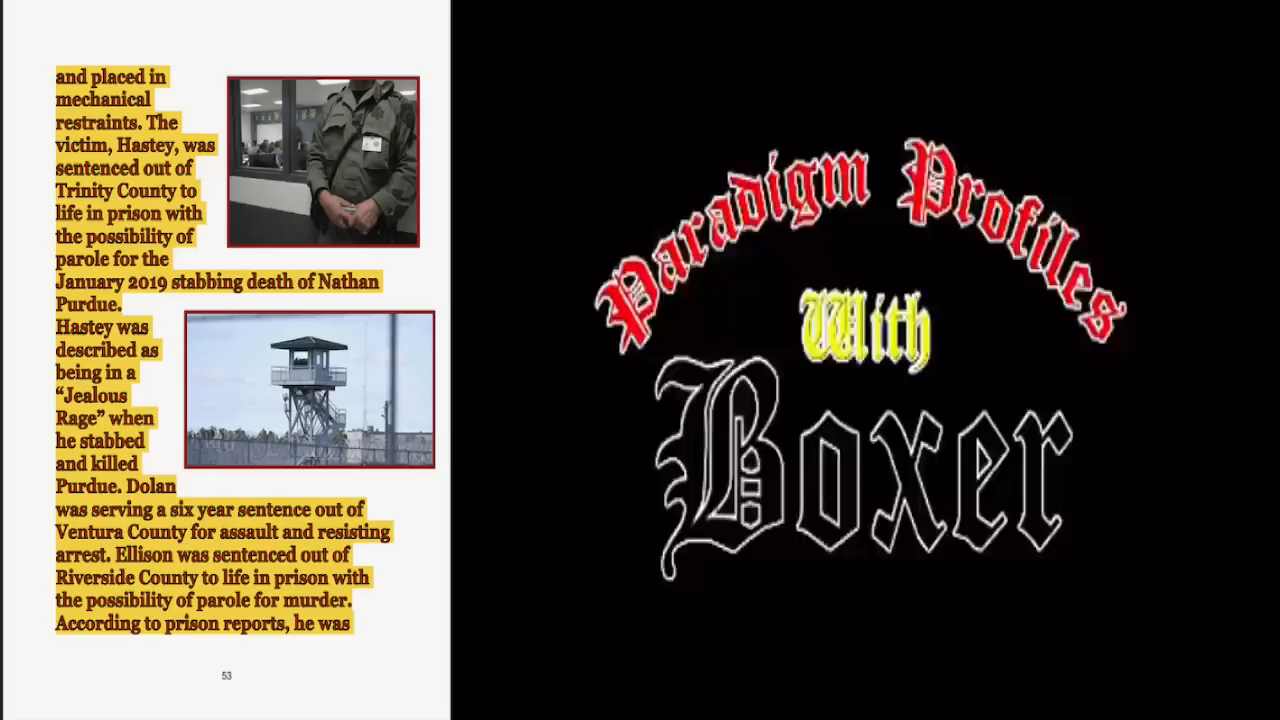 and placed in
mechanical
restraints. The
victim, Hastey, was
sentenced out of
Trinity County to
life in prison with
the possibility of
parole for the
January 2019 stabbing death of Nathan
Purdue.
Hastey was
described as
being in a
“Jealous
Rage” when
he stabbed
and killed
Purdue. Dolan
was serving a six year sentence out of
Ventura County for assault and resisting
arrest. Ellison was sentenced out of
Riverside County to life in prison with
the possibility of parole for murder.
According to prison reports, he was
53
Paradigm Profiles
With
Boxer